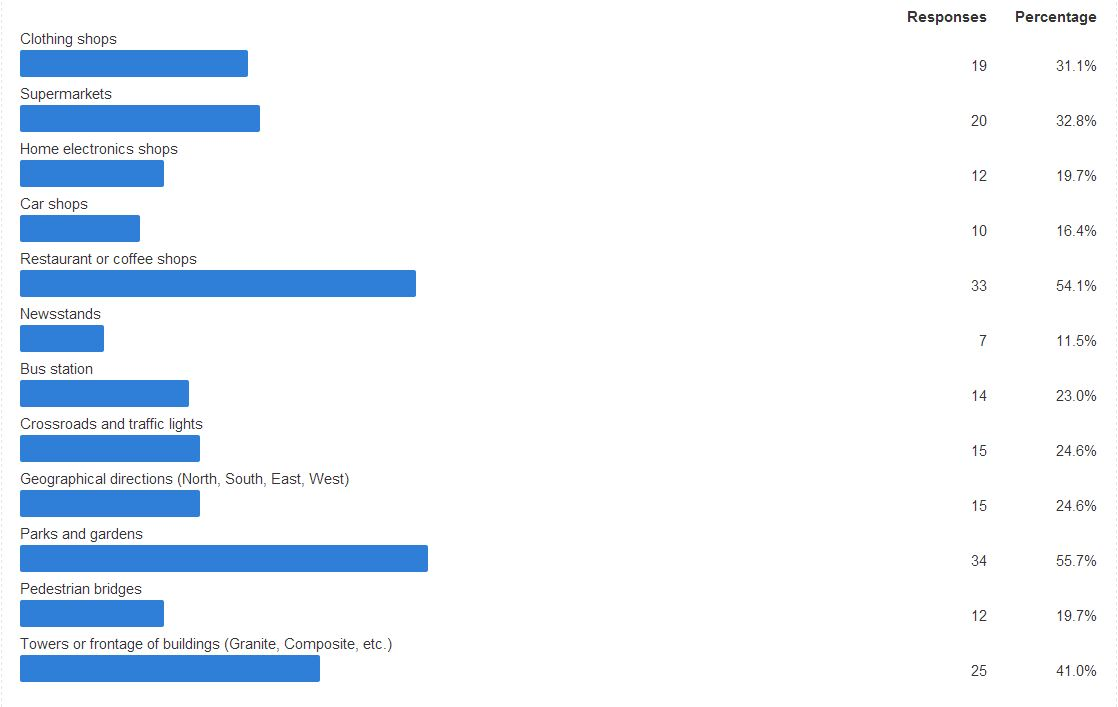 Responses Percentage
Clothing shops
19 31.1%
Supermarkets
20 32.8%
Home electronics shops
12 19.7%
Car shops
10 16.4%
Restaurant or coffee shops
33 54.1%
Newsstands
7 11.5%
Bus station
14 23.0%
Crossroads and traffic lights
15 24.6%
Geographical directions (North, South, East, West)
15 24.6%
Parks and gardens
34 55.7%
Pedestrian bridges
12 19.7%
Towers or frontage of buildings (Granite, Composite, etc.)
25 41.0%